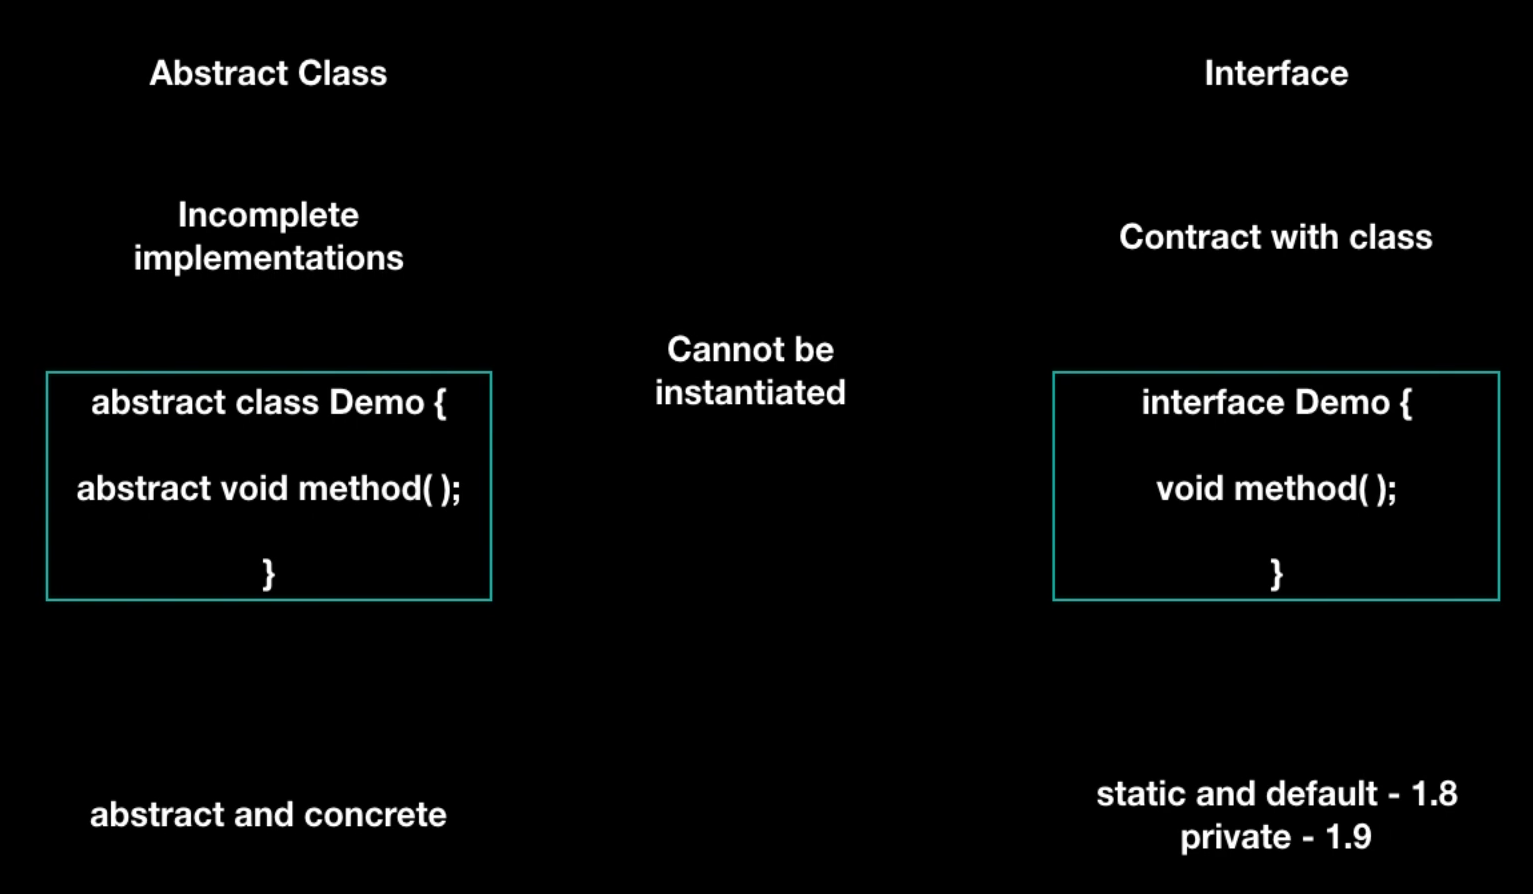 Abstract Class
Interface
Incomplete
implementations
Contract with class
Cannot be
instantiated
abstract class Demo {
abstract void method( );
}
interface Demo {
void method( );
}
abstract and concrete
static and default - 1.8
private - 1.9